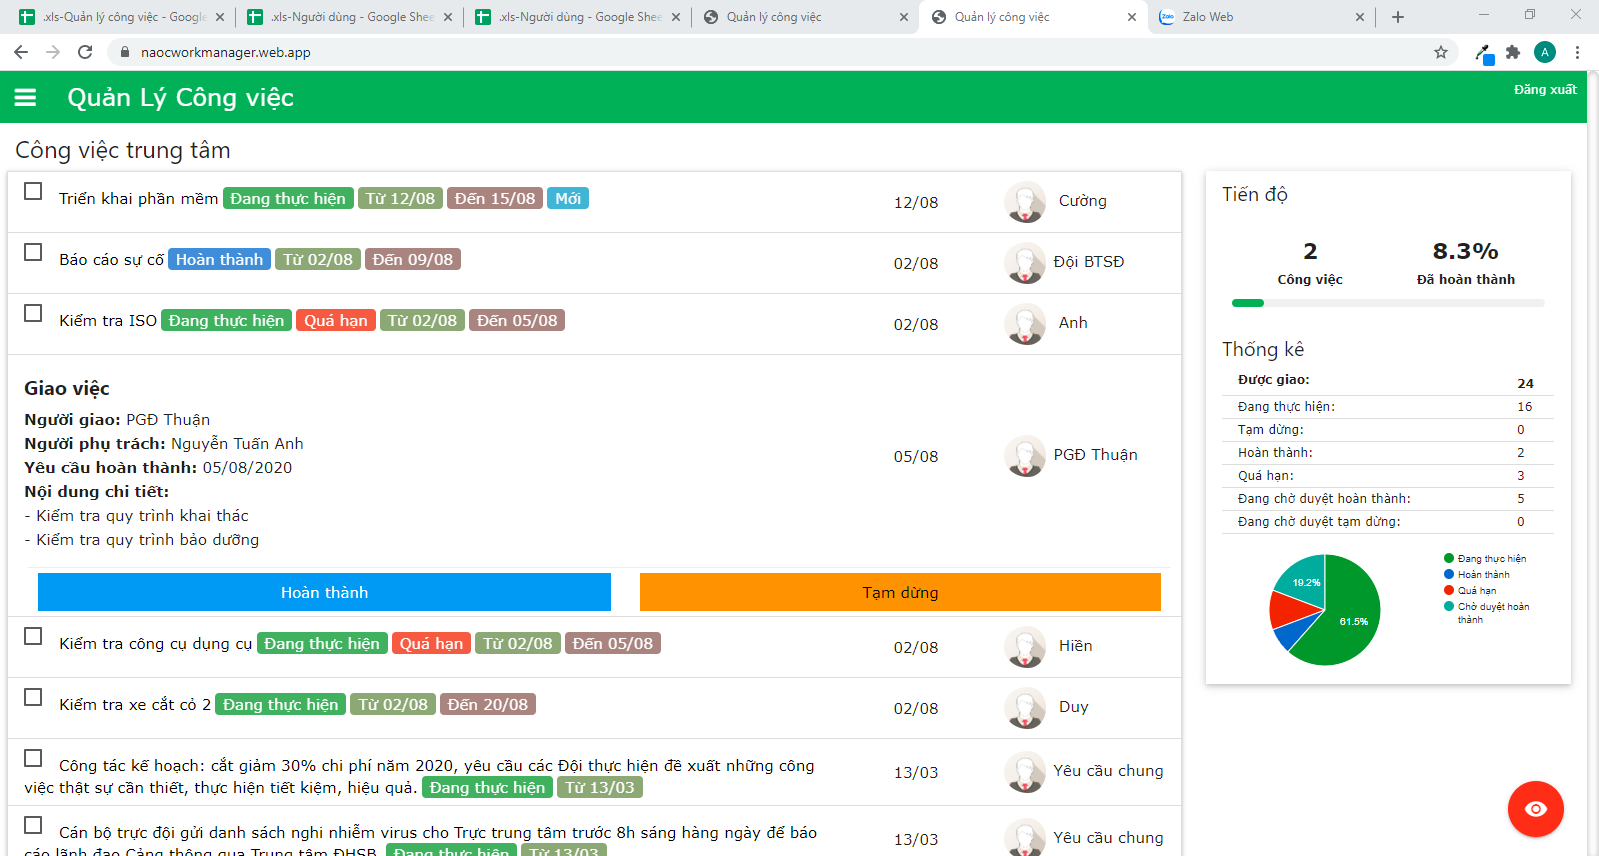 .xls-Quản lý công việc - Google
.xls-Người dùng - Google Shee
.xls-Người dùng - Google Shee
Quản lý công việc
Quản lý công việc
Zalo Zalo Web
naocworkmanager.web.app
A
Quản Lý Công việc
Đăng xuất
Công việc trung tâm
Triển khai phần mềm Đang thực hiện Từ 12/08 Đến 15/08 Mới 12/08 Cường
Báo cáo sự cố Hoàn thành Từ 02/08 Đến 09/08 02/08 Đội BTSĐ
Kiểm tra ISO Đang thực hiện Quá hạn Từ 02/08 Đến 05/08 02/08 Anh
Giao việc
Người giao: PGĐ Thuận
Người phụ trách: Nguyễn Tuấn Anh
Yêu cầu hoàn thành: 05/08/2020
Nội dung chi tiết:
- Kiểm tra quy trình khai thác
- Kiểm tra quy trình bảo dưỡng
05/08 PGĐ Thuận
Hoàn thành Tạm dừng
Kiểm tra công cụ dụng cụ Đang thực hiện Quá hạn Từ 02/08 Đến 05/08 02/08 Hiền
Kiểm tra xe cắt cỏ 2 Đang thực hiện Từ 02/08 Đến 20/08 02/08 Duy
Công tác kế hoạch: cắt giảm 30% chi phí năm 2020, yêu cầu các Đội thực hiện đề xuất những công
việc thật sự cần thiết, thực hiện tiết kiệm, hiệu quả. Đang thực hiện Từ 13/03
13/03 Yêu cầu chung
Cán bộ trực đội gửi danh sách nghi nhiễm virus cho Trực trung tâm trước 8h sáng hàng ngày để báo
cáo lãnh đạo Cảng thông qua Trung tâm ĐHSB. Đang thực hiện Từ 13/03
13/03 Yêu cầu chung
Tiến độ
2 8.3%
Công việc Đã hoàn thành
Thống kê
Được giao: 24
Đang thực hiện: 16
Tạm dừng: 0
Hoàn thành: 2
Quá hạn: 3
Đang chờ duyệt hoàn thành: 5
Đang chờ duyệt tạm dừng: 0
19.2%
61.5%
Đang thực hiện
Hoàn thành
Quá hạn
Chờ duyệt hoàn
thành